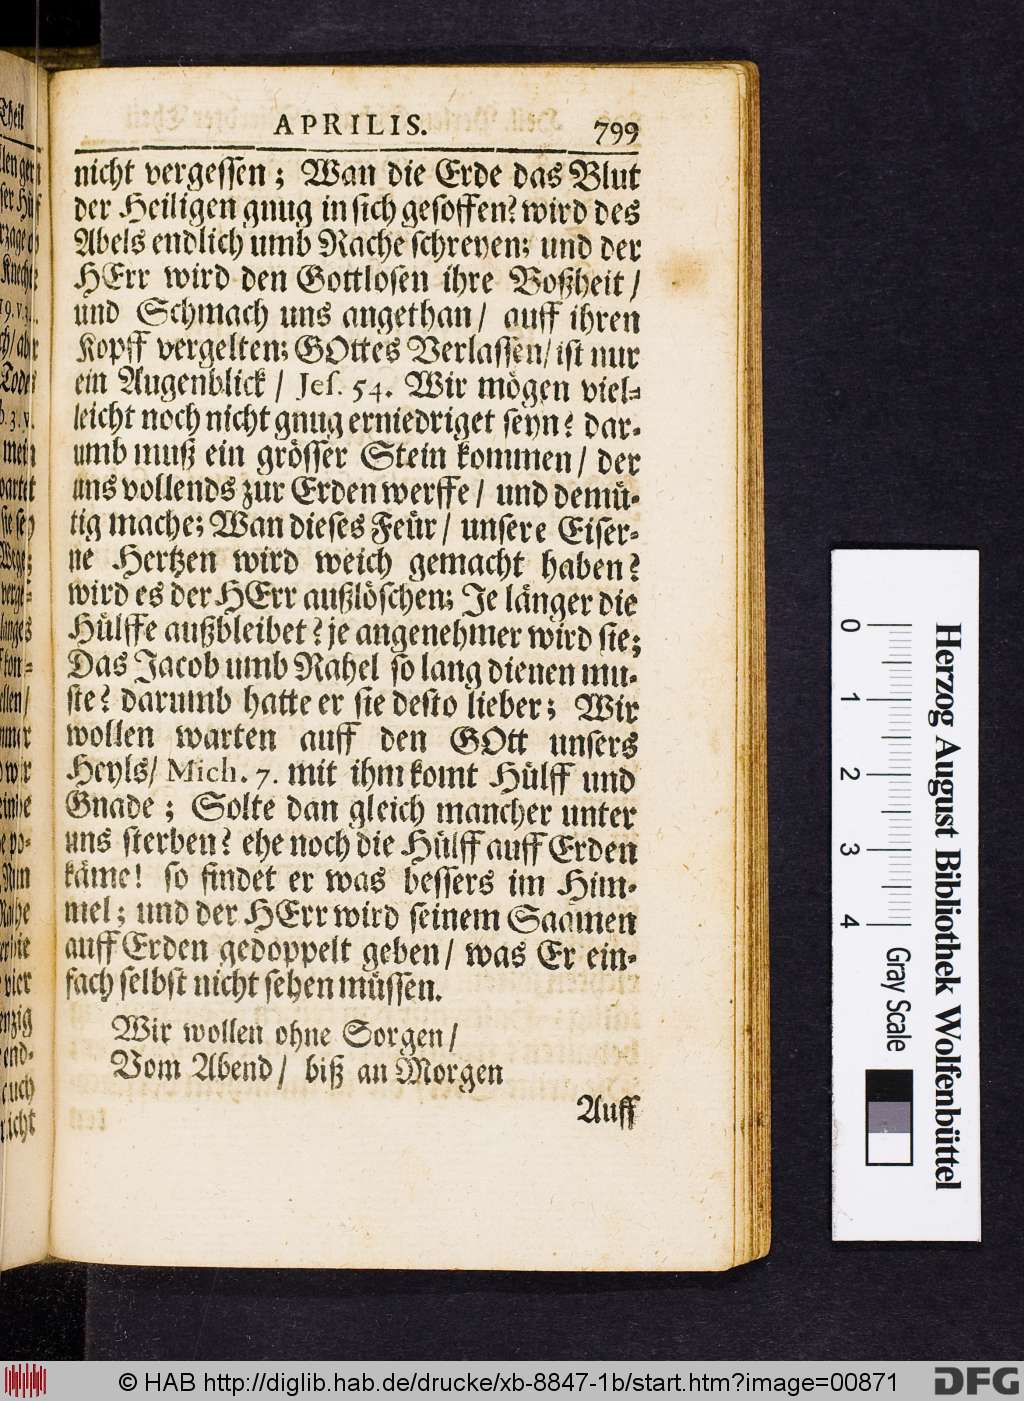 APRILIS. 799
nicht vergessen; Wan die Erde das Blut
der Heiligen gnug in sich gesoffen? wird des
Abels endlich umb Rache schreyen; und der
HErr wird den Gottlosen ihre Boßheit/
und Schmach uns angethan/ auff ihren
Kopff vergelten; GOttes Verlassen/ ist nur
ein Augenblick/ Jes. 54. Wir mögen viel-
leicht noch nicht gnug erniedriget seyn? dar-
umb muß ein grösser Stein kommen/ der
uns vollends zur Erden werffe/ und demü-
tig mache; Wan dieses Feür/ unsere Eiser-
ne Hertzen wird weich gemacht haben?
wird es der HErr außlöschen; Je länger die
Hülffe außbleibet? je angenehmer wird sie;
Das Jacob umb Rahel so lang dienen mu-
ste? darumb hatte er sie desto lieber; Wir
wollen warten auff den GOtt unsers
Heyls/ Mich. 7. mit ihm komt Hülff und
Gnade; Solte dan gleich mancher unter
uns sterben? ehe noch die Hülff auff Erden
käme! so findet er was bessers im Him-
mel; und der HErr wird seinem Saamen
auff Erden gedoppelt geben/ was Er ein-
fach selbst nicht sehen müssen.
Wir wollen ohne Sorgen/
Vom Abend/ biß an Morgen
Auff
Herzog August Bibliothek Wolfenbüttel
0 1 2 3 4
Gray Scale
© HAB http://diglib.hab.de/drucke/xb-8847-1b/start.htm?image=00871
DFG